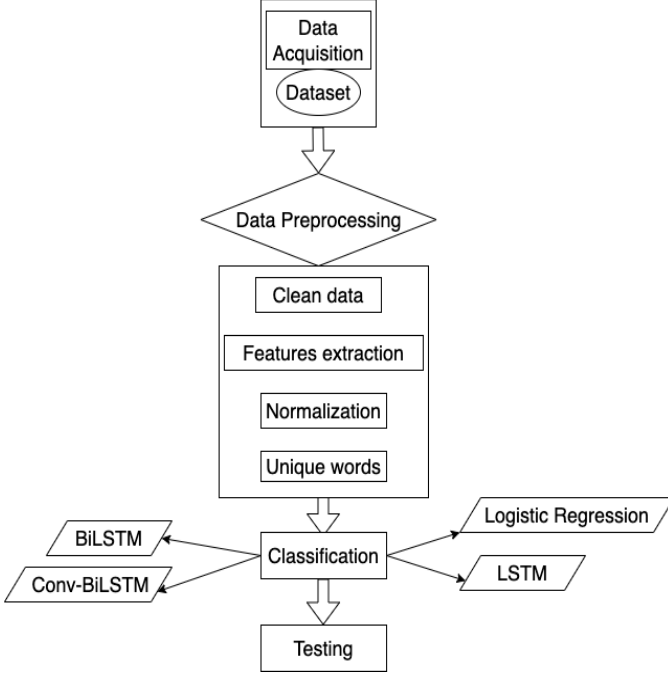 Data
Acquisition
Dataset
Data Preprocessing
Clean data
Features extraction
Normalization
Unique words
Logistic Regression
BiLSTM
Classification
LSTM
Conv-BiLSTM
Testing